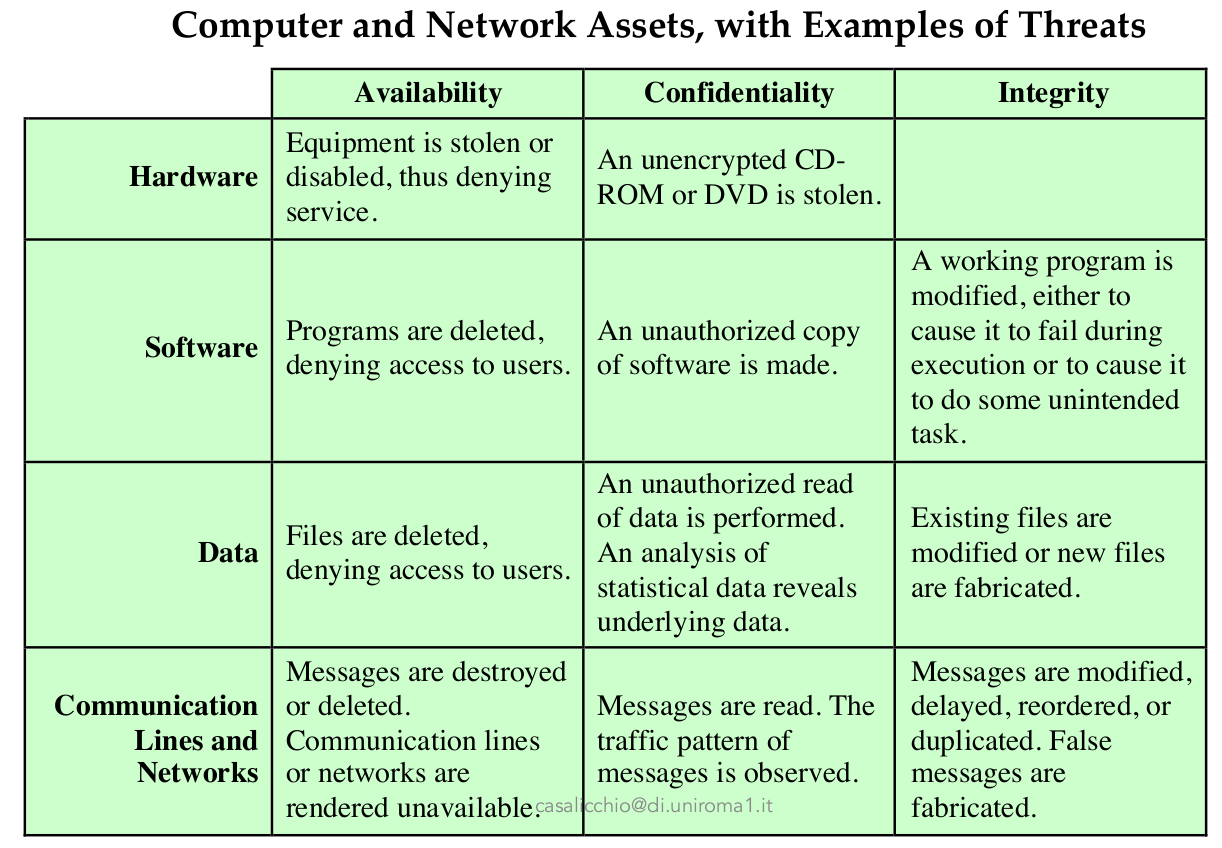 Computer and Network Assets, with Examples of Threats
Availability
Confidentiality
Integrity
Hardware
Equipment is stolen or
disabled, thus denying
service.
An unencrypted CD-
ROM or DVD is stolen.
Software
Programs are deleted,
denying access to users.
An unauthorized copy
of software is made.
A working program is
modified, either to
cause it to fail during
execution or to cause it
to do some unintended
task.
Data
Files are deleted,
denying access to users.
An unauthorized read
of data is performed.
An analysis of
statistical data reveals
underlying data.
Existing files are
modified or new files
are fabricated.
Communication
Lines and
Networks
Messages are destroyed
or deleted.
Communication lines
or networks are
rendered unavailable.
Messages are read. The
traffic pattern of
messages is observed.
Messages are modified,
delayed, reordered, or
duplicated. False
messages are
fabricated.
casalicchio@di.uniroma1.it